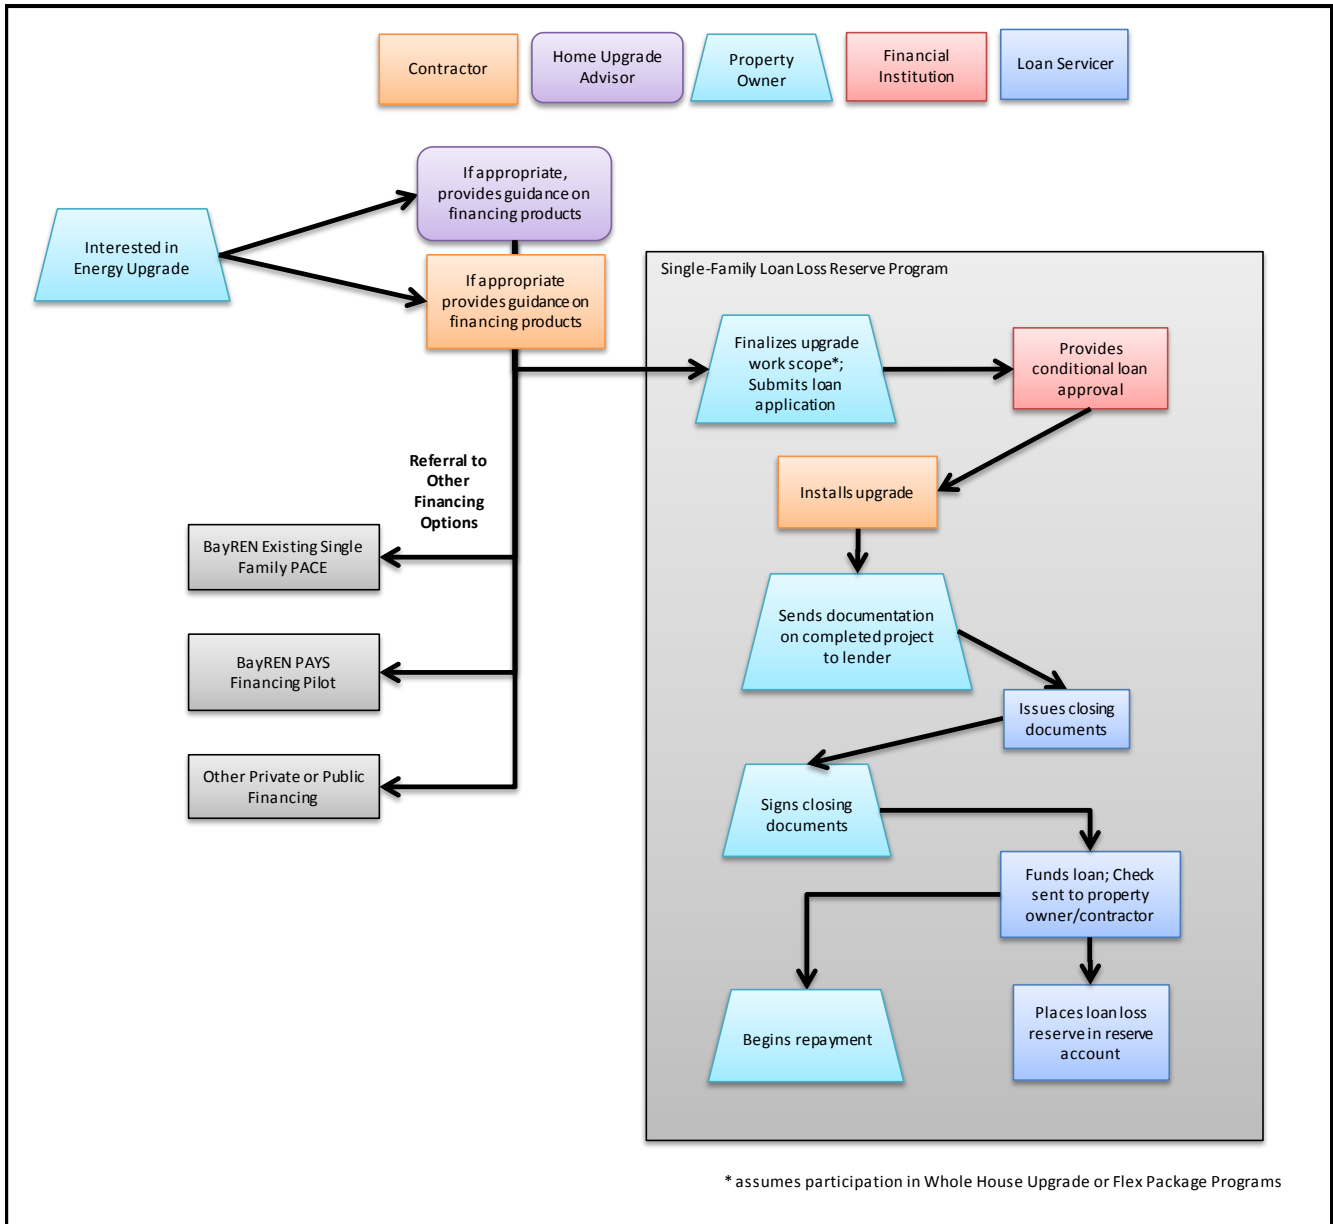 Contractor
Home Upgrade
Advisor
Property
Owner
Financial
Institution
Loan Servicer
If appropriate,
provides guidance on
financing products
Interested in
Energy Upgrade
If appropriate
provides guidance on
financing products
Single-Family Loan Loss Reserve Program
Finalizes upgrade
work scope*;
Submits loan
application
Provides
conditional loan
approval
Referral to
Other
Financing
Options
Installs upgrade
BayREN Existing Single
Family PACE
Sends documentation
on completed project
to lender
BayREN PAYS
Financing Pilot
Issues closing
documents
Other Private or Public
Financing
Signs closing
documents
Funds loan; Check
sent to property
owner/contractor
Begins repayment
Places loan loss
reserve in reserve
account
* assumes participation in Whole House Upgrade or Flex Package Programs